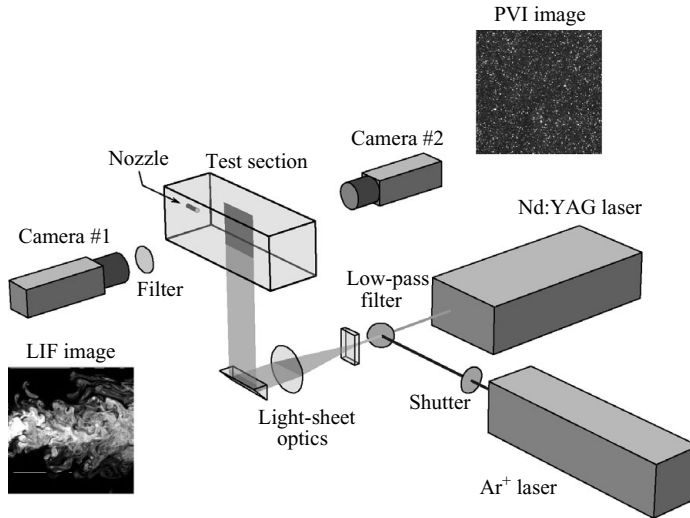 PVI image
Camera #2
Nozzle
Test section
Nd:YAG laser
Camera #1
Filter
Low-pass
filter
LIF image
Light-sheet
optics
Shutter
Ar⁺ laser